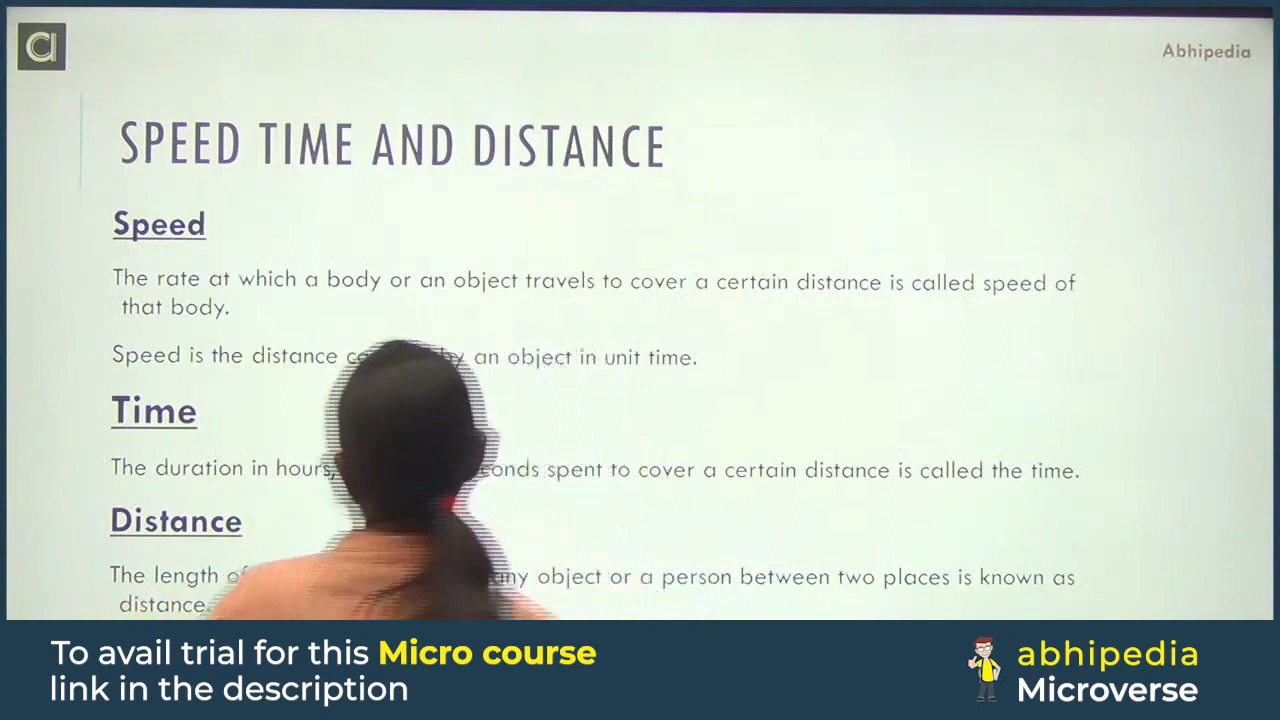 Abhipedia
SPEED TIME AND DISTANCE
Speed
The rate at which a body or an object travels to cover a certain distance is called speed of
that body.
Speed is the distance by an object in unit time.
Time
The duration in hours, spent to cover a certain distance is called the time.
Distance
The length of any object or a person between two places is known as
distance.
To avail trial for this Micro course
link in the description
abhipedia
Microverse